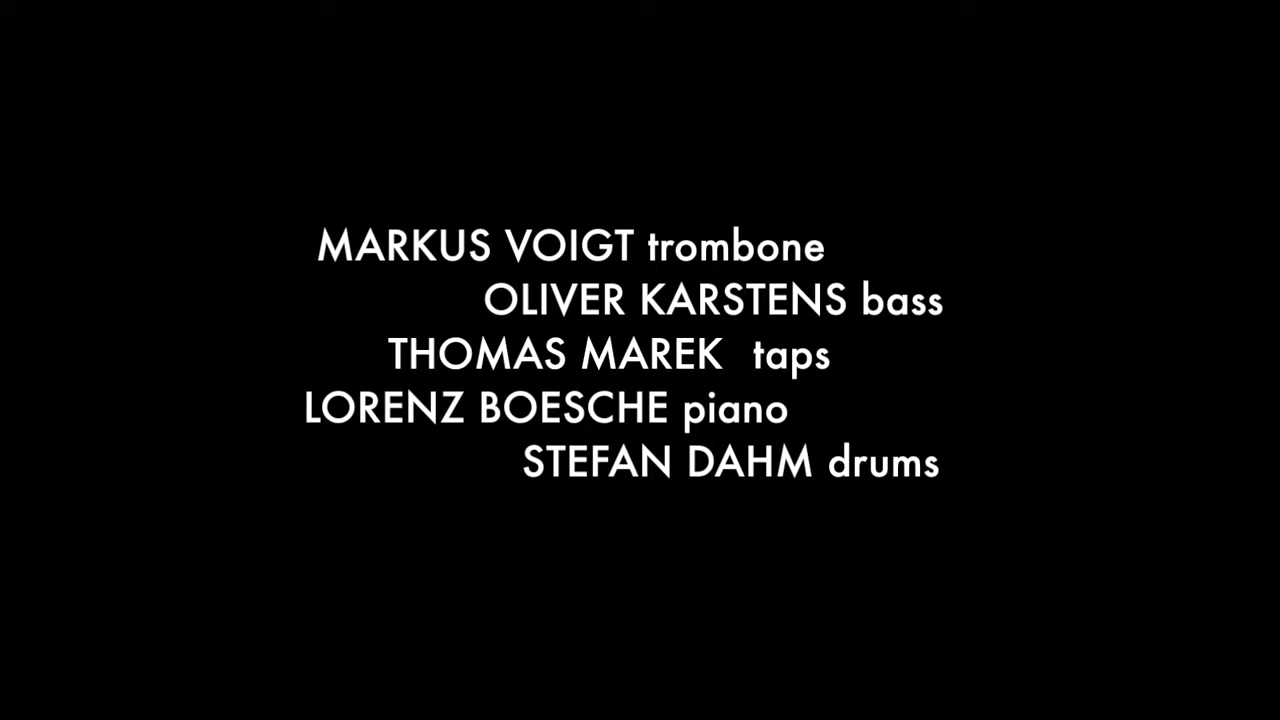 MARKUS VOIGT trombone
OLIVER KARSTENS bass
THOMAS MAREK taps
LORENZ BOESCHE piano
STEFAN DAHM drums